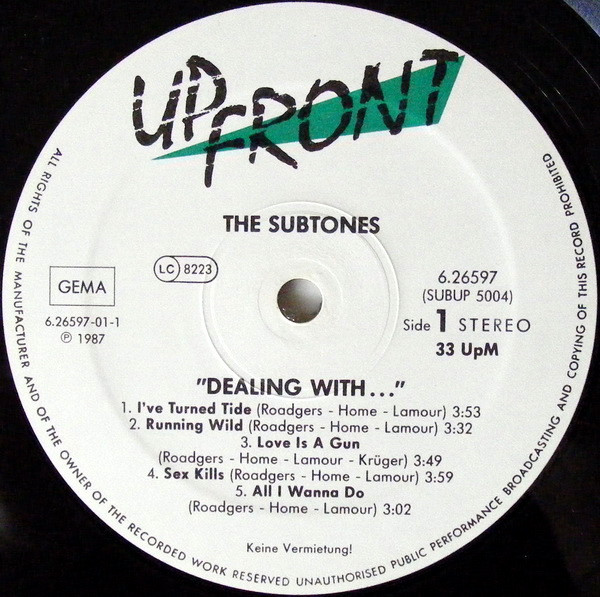 UPFRONT
THE SUBTONES
GEMA
LC 8223
6.26597-01-1
℗ 1987
6.26597
(SUBUP 5004)
Side 1 STEREO
33 UpM
"DEALING WITH..."
1. I've Turned Tide (Roadgers - Home - Lamour) 3:53
2. Running Wild (Roadgers - Home - Lamour) 3:32
3. Love Is A Gun
(Roadgers - Home - Lamour - Krüger) 3:49
4. Sex Kills (Roadgers - Home - Lamour) 3:59
5. All I Wanna Do
(Roadgers - Home - Lamour) 3:02
Keine Vermietung!
ALL RIGHTS OF THE MANUFACTURER AND OF THE OWNER OF THE RECORDED WORK RESERVED UNAUTHORISED PUBLIC PERFORMANCE BROADCASTING AND COPYING OF THIS RECORD PROHIBITED